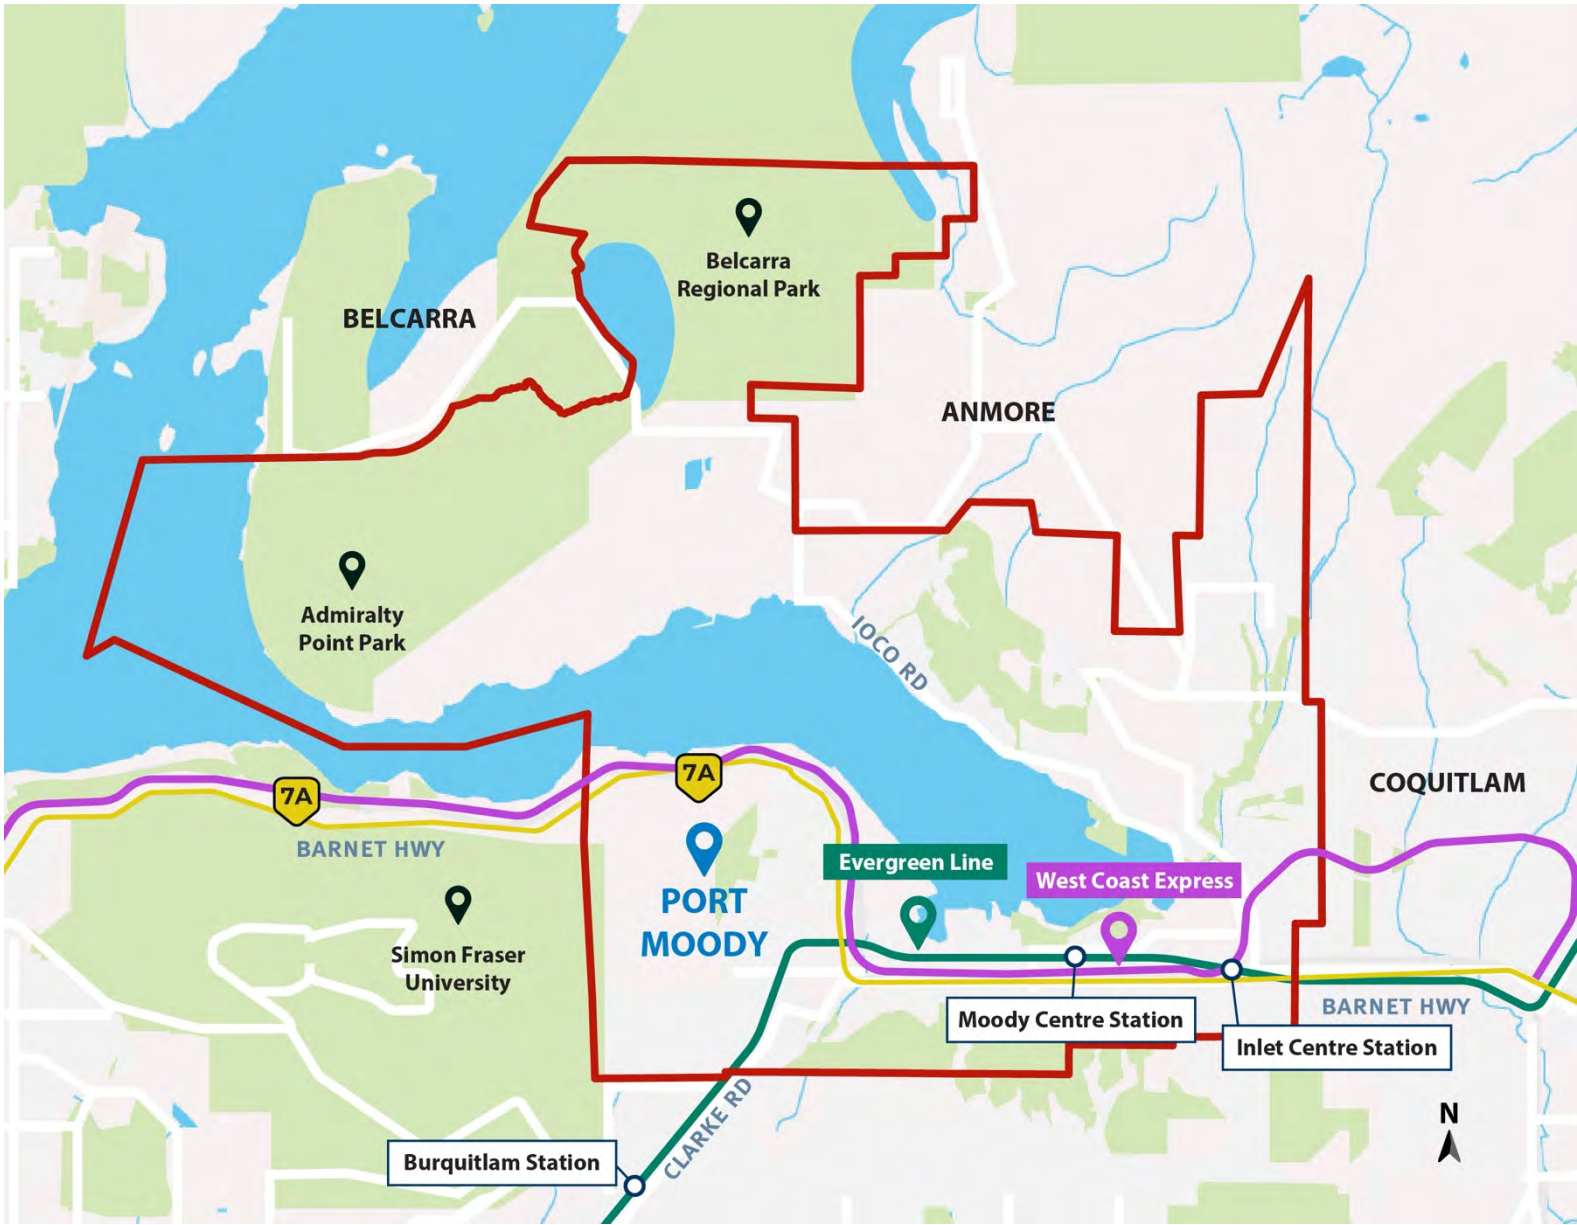 Belcarra
Regional Park
BELCARRA
ANMORE
Admiralty
Point Park
IOCO RD
7A
7A
COQUITLAM
BARNET HWY
Evergreen Line
West Coast Express
PORT
MOODY
Simon Fraser
University
Moody Centre Station
BARNET HWY
Inlet Centre Station
CLARKE RD
Burquitlam Station
N